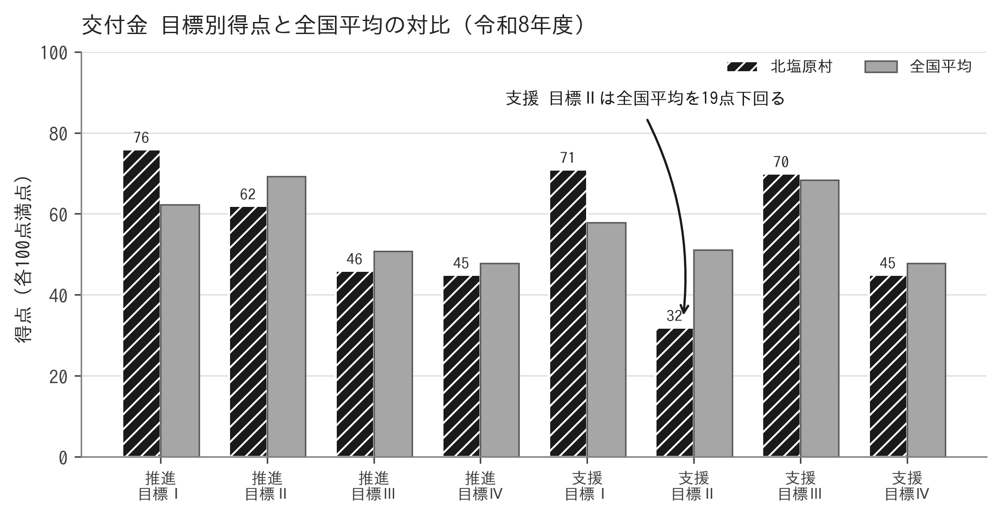 交付金 目標別得点と全国平均の対比（令和8年度）
北塩原村
全国平均
支援 目標Ⅱは全国平均を19点下回る
得点（各100点満点）
100
80
60
40
20
0
76
62
46
45
71
32
70
45
推進
目標Ⅰ
推進
目標Ⅱ
推進
目標Ⅲ
推進
目標Ⅳ
支援
目標Ⅰ
支援
目標Ⅱ
支援
目標Ⅲ
支援
目標Ⅳ